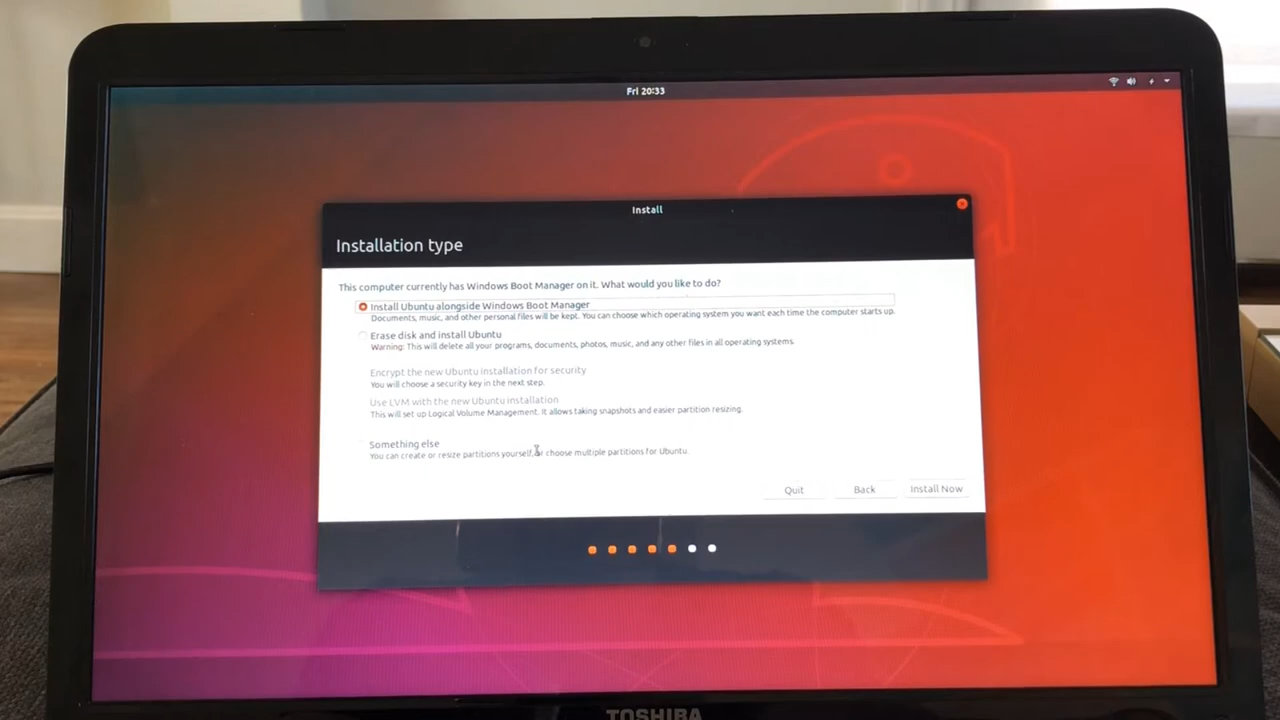 Fri 20:33
Install
Installation type
This computer currently has Windows Boot Manager on it. What would you like to do?
Install Ubuntu alongside Windows Boot Manager
Documents, music, and other personal files will be kept. You can choose which operating system you want each time the computer starts up.
Erase disk and install Ubuntu
Warning: This will delete all your programs, documents, photos, music, and any other files in all operating systems.
Encrypt the new Ubuntu installation for security
You will choose a security key in the next step.
Use LVM with the new Ubuntu installation
This will set up Logical Volume Management. It allows taking snapshots and easier partition resizing.
Something else
You can create or resize partitions yourself, or choose multiple partitions for Ubuntu.
Quit Back Install Now
TOSHIBA